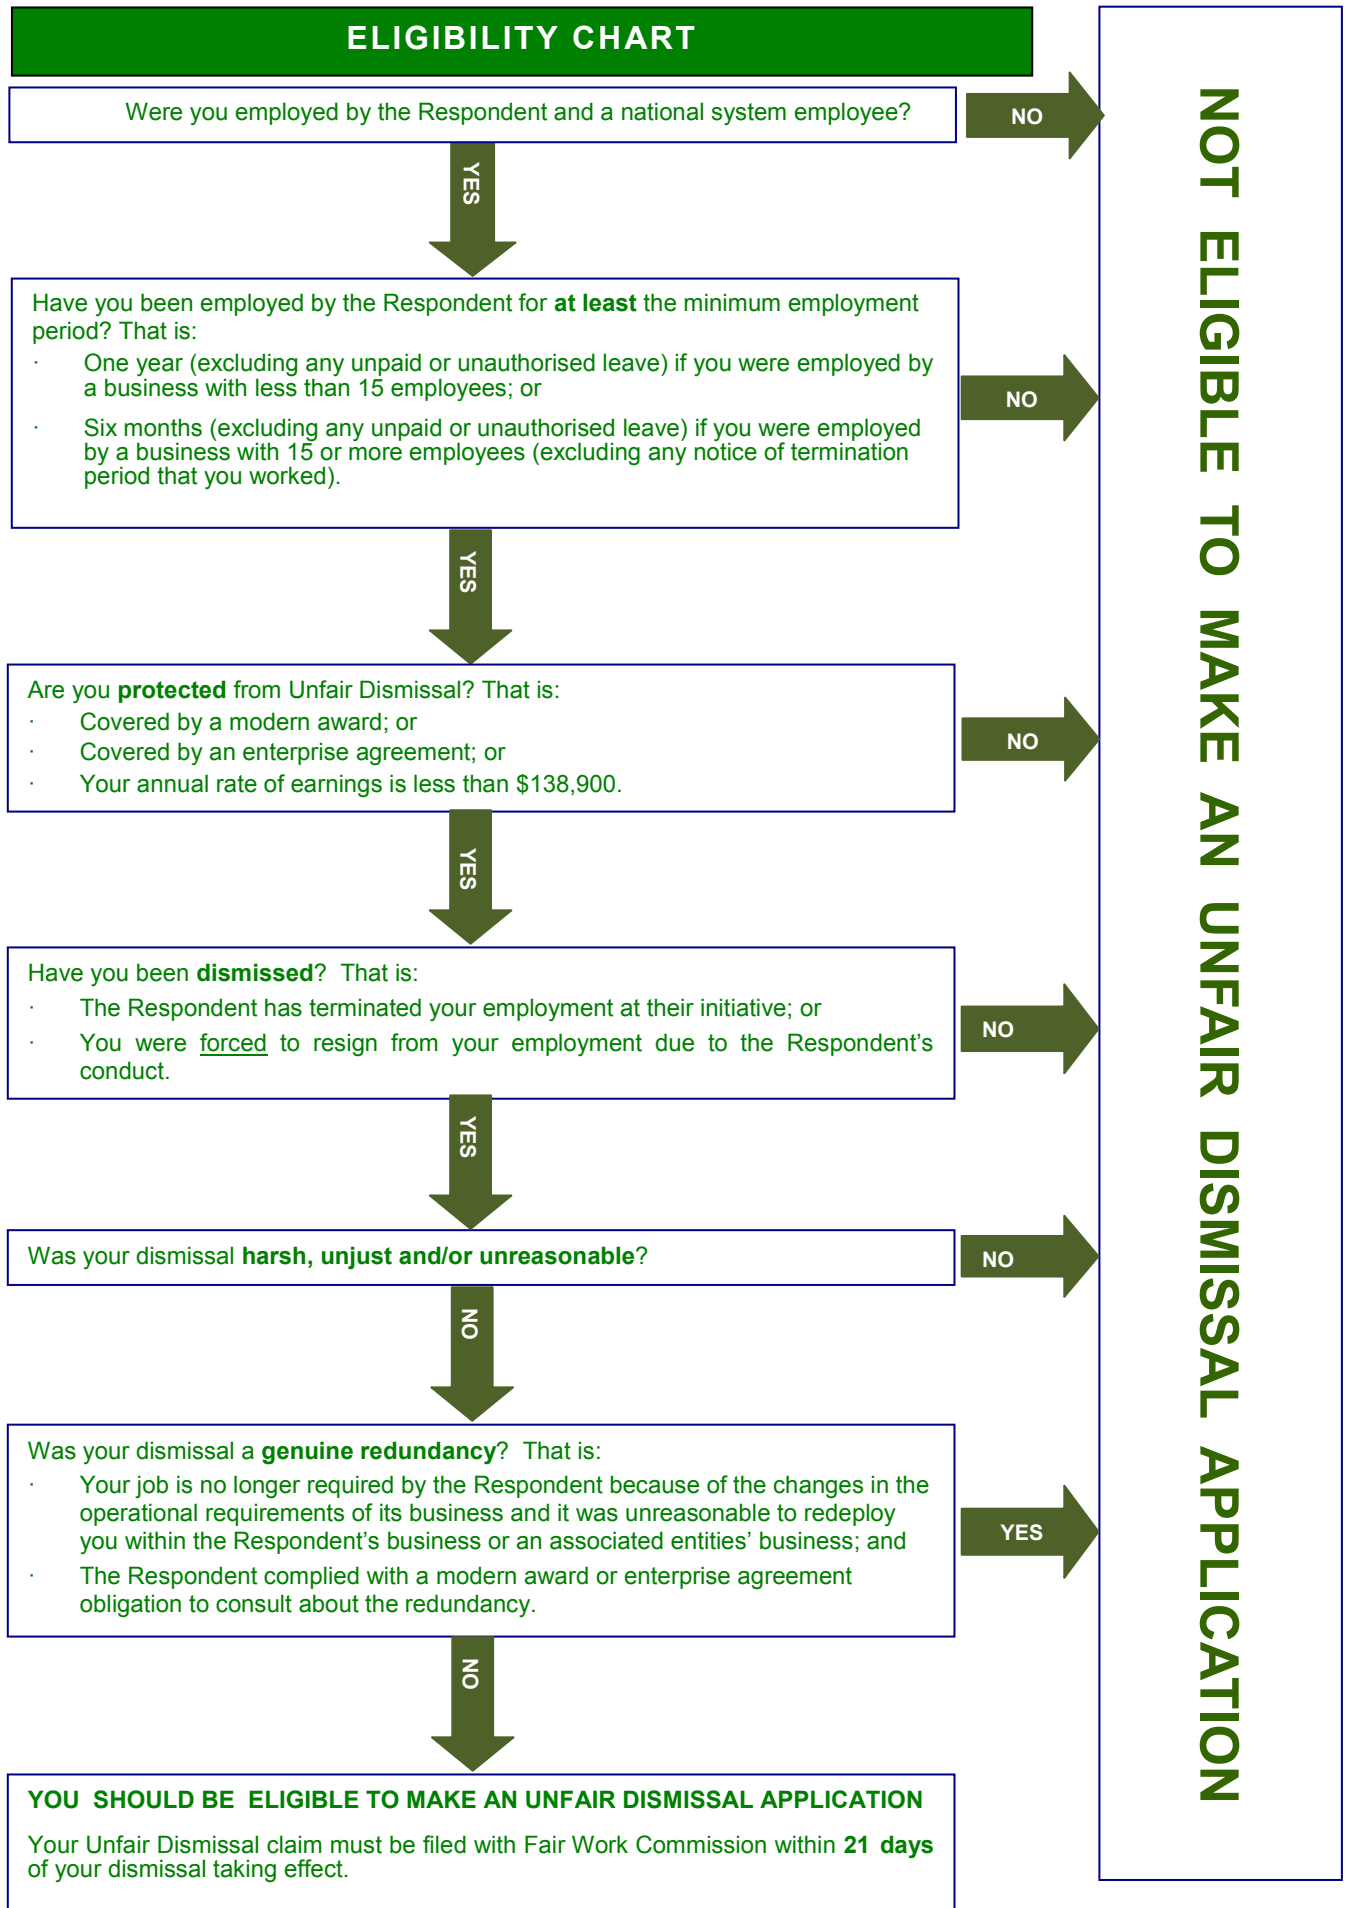 ELIGIBILITY CHART
Were you employed by the Respondent and a national system employee?
NO
YES
Have you been employed by the Respondent for at least the minimum employment
period? That is:
· One year (excluding any unpaid or unauthorised leave) if you were employed by
a business with less than 15 employees; or
· Six months (excluding any unpaid or unauthorised leave) if you were employed
by a business with 15 or more employees (excluding any notice of termination
period that you worked).
NO
YES
Are you protected from Unfair Dismissal? That is:
· Covered by a modern award; or
· Covered by an enterprise agreement; or
· Your annual rate of earnings is less than $138,900.
NO
YES
Have you been dismissed? That is:
· The Respondent has terminated your employment at their initiative; or
· You were forced to resign from your employment due to the Respondent's
conduct.
NO
YES
Was your dismissal harsh, unjust and/or unreasonable?
NO
NO
Was your dismissal a genuine redundancy? That is:
· Your job is no longer required by the Respondent because of the changes in the
operational requirements of its business and it was unreasonable to redeploy
you within the Respondent's business or an associated entities' business; and
· The Respondent complied with a modern award or enterprise agreement
obligation to consult about the redundancy.
YES
NO
YOU SHOULD BE ELIGIBLE TO MAKE AN UNFAIR DISMISSAL APPLICATION
Your Unfair Dismissal claim must be filed with Fair Work Commission within 21 days
of your dismissal taking effect.
NOT ELIGIBLE TO MAKE AN UNFAIR DISMISSAL APPLICATION